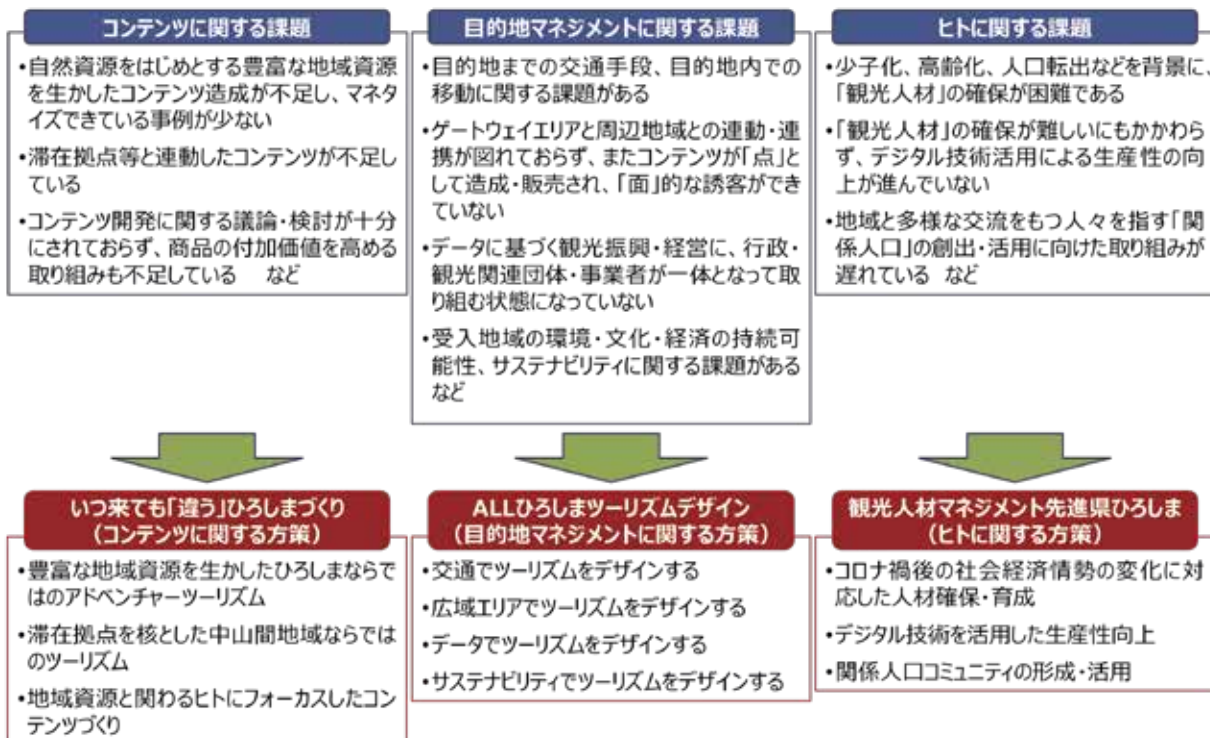 コンテンツに関する課題
・自然資源をはじめとする豊富な地域資源
を生かしたコンテンツ造成が不足し、マネタ
イズできている事例が少ない
・滞在拠点等と連動したコンテンツが不足し
ている
・コンテンツ開発に関する議論・検討が十分
にされておらず、商品の付加価値を高める
取り組みも不足している　など
目的地マネジメントに関する課題
・目的地までの交通手段、目的地内での
移動に関する課題がある
・ゲートウェイエリアと周辺地域との連動・連
携が図れておらず、またコンテンツが「点」と
して造成・販売され、「面」的な誘客ができ
ていない
・データに基づく観光振興・経営に、行政・
観光関連団体・事業者が一体となって取
り組む状態になっていない
・受入地域の環境・文化・経済の持続可
能性、サステナビリティに関する課題がある
など
ヒトに関する課題
・少子化、高齢化、人口転出などを背景に、
「観光人材」の確保が困難である
・「観光人材」の確保が難しいにもかかわら
ず、デジタル技術活用による生産性の向
上が進んでいない
・地域と多様な交流をもつ人々を指す「関
係人口」の創出・活用に向けた取り組みが
遅れている　など
いつ来ても「違う」ひろしまづくり
（コンテンツに関する方策）
・豊富な地域資源を生かしたひろしまならで
はのアドベンチャーツーリズム
・滞在拠点を核とした中山間地域ならでは
のツーリズム
・地域資源と関わるヒトにフォーカスしたコン
テンツづくり
ALLひろしまツーリズムデザイン
（目的地マネジメントに関する方策）
・交通でツーリズムをデザインする
・広域エリアでツーリズムをデザインする
・データでツーリズムをデザインする
・サステナビリティでツーリズムをデザインする
観光人材マネジメント先進県ひろしま
（ヒトに関する方策）
・コロナ禍後の社会経済情勢の変化に対
応した人材確保・育成
・デジタル技術を活用した生産性向上
・関係人口コミュニティの形成・活用